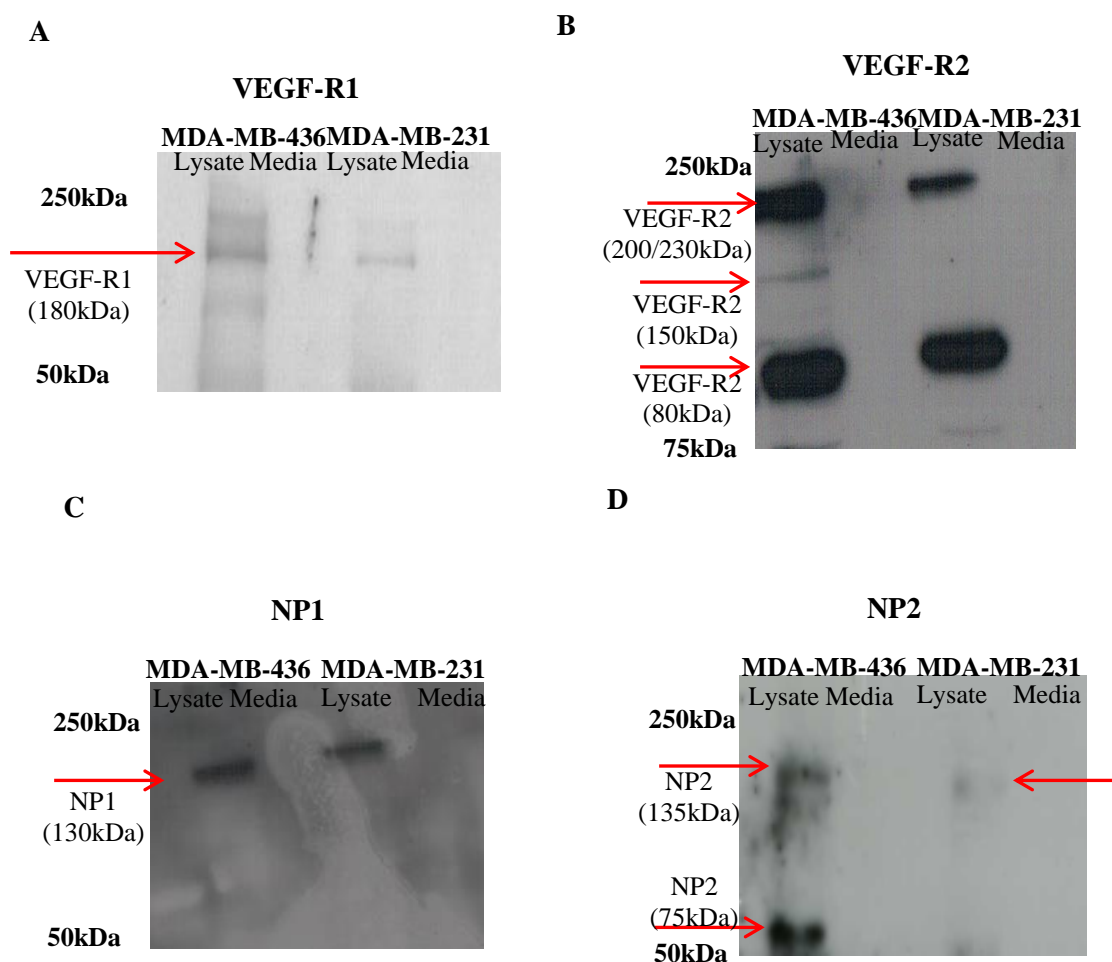 A
VEGF-R1
MDA-MB-436MDA-MB-231
Lysate Media Lysate Media
250kDa
VEGF-R1
(180kDa)
50kDa
B
VEGF-R2
MDA-MB-436MDA-MB-231
Lysate Media Lysate Media
250kDa
VEGF-R2
(200/230kDa)
VEGF-R2
(150kDa)
VEGF-R2
(80kDa)
75kDa
C
NP1
MDA-MB-436 MDA-MB-231
Lysate Media Lysate Media
250kDa
NP1
(130kDa)
50kDa
D
NP2
MDA-MB-436 MDA-MB-231
Lysate Media Lysate Media
250kDa
NP2
(135kDa)
NP2
(75kDa)
50kDa